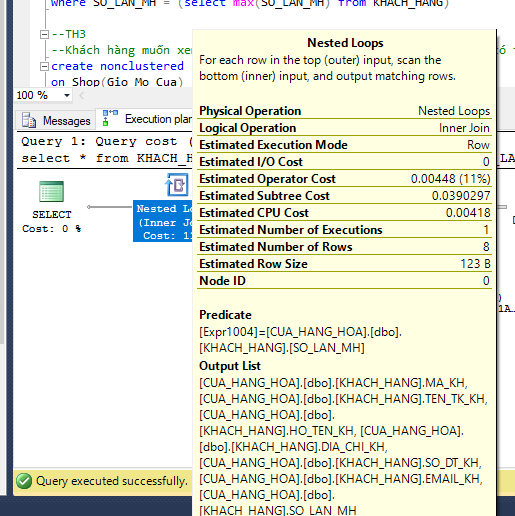 where SO_LAN_MH = (select max(SO_LAN_MH) from KHACH_HANG)
--TH3
--Khách hàng muốn xe
create nonclustered
on Shop(Gio_Mo_Cua)
100 %
Messages
Execution plan
Query 1: Query cost (
select * from KHACH_H
SELECT
Cost: 0 %
Nested Lo
(Inner Jo
Cost: 1
Nested Loops
For each row in the top (outer) input, scan the
bottom (inner) input, and output matching rows.
Physical Operation Nested Loops
Logical Operation Inner Join
Estimated Execution Mode Row
Estimated I/O Cost 0
Estimated Operator Cost 0.00448 (11%)
Estimated Subtree Cost 0.0390297
Estimated CPU Cost 0.00418
Estimated Number of Executions 1
Estimated Number of Rows 8
Estimated Row Size 123 B
Node ID 0
Predicate
[Expr1004]=[CUA_HANG_HOA].[dbo].
[KHACH_HANG].[SO_LAN_MH]
Output List
[CUA_HANG_HOA].[dbo].[KHACH_HANG].MA_KH,
[CUA_HANG_HOA].[dbo].[KHACH_HANG].TEN_TK_KH,
[CUA_HANG_HOA].[dbo].
[KHACH_HANG].HO_TEN_KH, [CUA_HANG_HOA].
[dbo].[KHACH_HANG].DIA_CHI_KH,
[CUA_HANG_HOA].[dbo].[KHACH_HANG].SO_DT_KH,
[CUA_HANG_HOA].[dbo].[KHACH_HANG].EMAIL_KH,
[CUA_HANG_HOA].[dbo].
[KHACH_HANG].SO_LAN_MH
Query executed successfully.